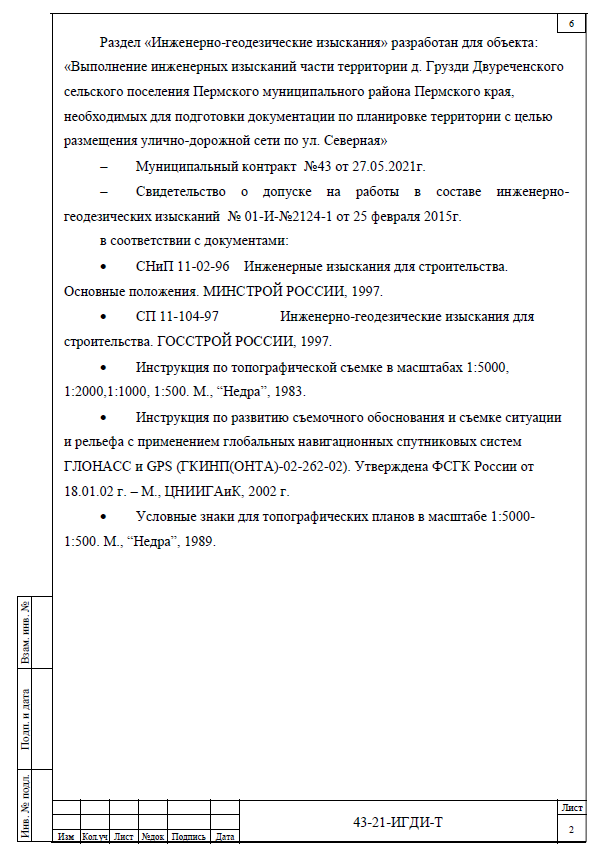 6
Раздел «Инженерно-геодезические изыскания» разработан для объекта:
«Выполнение инженерных изысканий части территории д. Грузди Двуреченского
сельского поселения Пермского муниципального района Пермского края,
необходимых для подготовки документации по планировке территории с целью
размещения улично-дорожной сети по ул. Северная»
– Муниципальный контракт №43 от 27.05.2021г.
– Свидетельство о допуске на работы в составе инженерно-
геодезических изысканий № 01-И-№2124-1 от 25 февраля 2015г.
в соответствии с документами:
• СНиП 11-02-96 Инженерные изыскания для строительства.
Основные положения. МИНСТРОЙ РОССИИ, 1997.
• СП 11-104-97 Инженерно-геодезические изыскания для
строительства. ГОССТРОЙ РОССИИ, 1997.
• Инструкция по топографической съемке в масштабах 1:5000,
1:2000,1:1000, 1:500. М., “Недра”, 1983.
• Инструкция по развитию съемочного обоснования и съемке ситуации
и рельефа с применением глобальных навигационных спутниковых систем
ГЛОНАСС и GPS (ГКИНП(ОНТА)-02-262-02). Утверждена ФСГК России от
18.01.02 г. – М., ЦНИИГАиК, 2002 г.
• Условные знаки для топографических планов в масштабе 1:5000-
1:500. М., “Недра”, 1989.
Взам. инв. №
Подп. и дата
Инв. № подл.
Изм Кол.уч Лист №док Подпись Дата
43-21-ИГДИ-Т
Лист
2